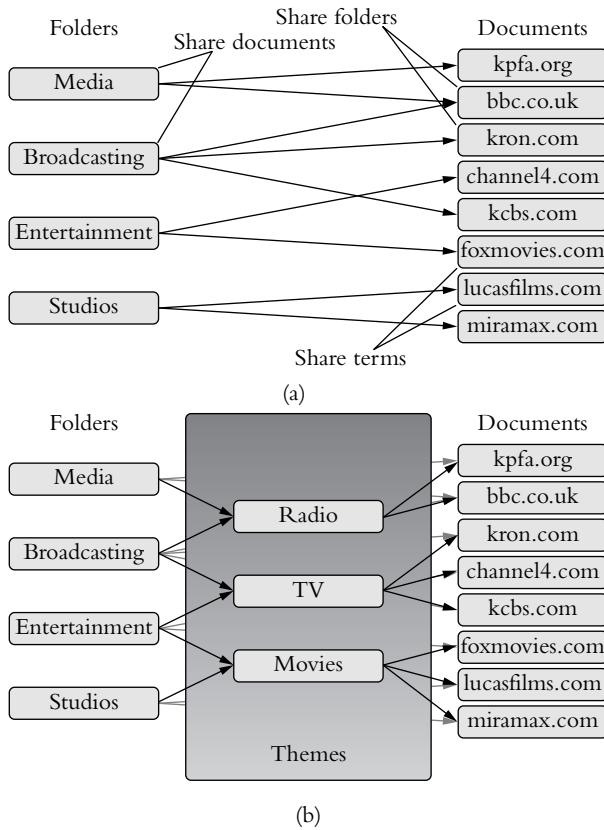 Folders
Share folders
Documents
Share documents
Media
kpfa.org
bbc.co.uk
Broadcasting
kron.com
channel4.com
Entertainment
kcbs.com
foxmovies.com
Studios
lucasfilms.com
miramax.com
Share terms
(a)
Folders
Documents
Media
kpfa.org
Radio
bbc.co.uk
Broadcasting
kron.com
TV
channel4.com
Entertainment
kcbs.com
Movies
foxmovies.com
Studios
lucasfilms.com
miramax.com
Themes
(b)